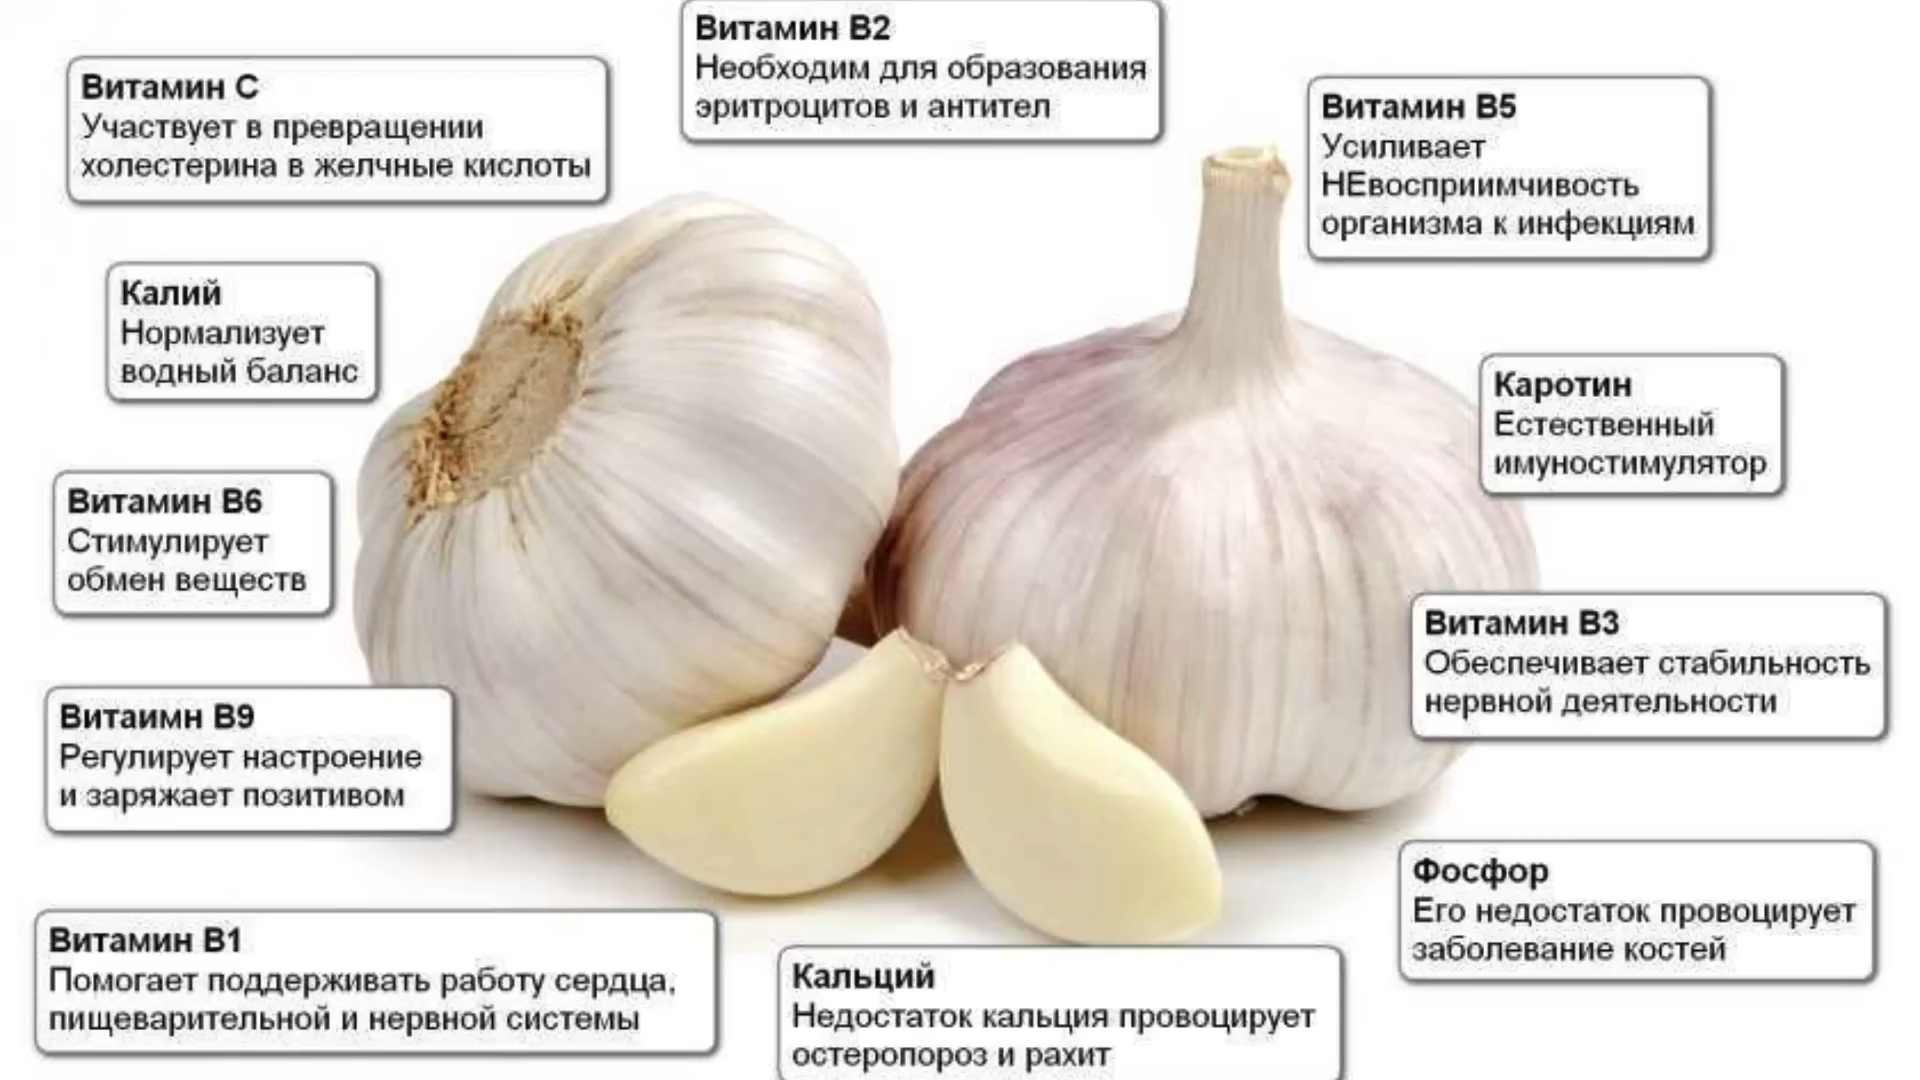 Витамин В2
Необходим для образования
эритроцитов и антител
Витамин С
Участвует в превращении
холестерина в желчные кислоты
Витамин В5
Усиливает
НЕвосприимчивость
организма к инфекциям
Калий
Нормализует
водный баланс
Каротин
Естественный
имуностимулятор
Витамин В6
Стимулирует
обмен веществ
Витамин В3
Обеспечивает стабильность
нервной деятельности
Витаимн В9
Регулирует настроение
и заряжает позитивом
Фосфор
Его недостаток провоцирует
заболевание костей
Витамин В1
Помогает поддерживать работу сердца,
пищеварительной и нервной системы
Кальций
Недостаток кальция провоцирует
остеропороз и рахит